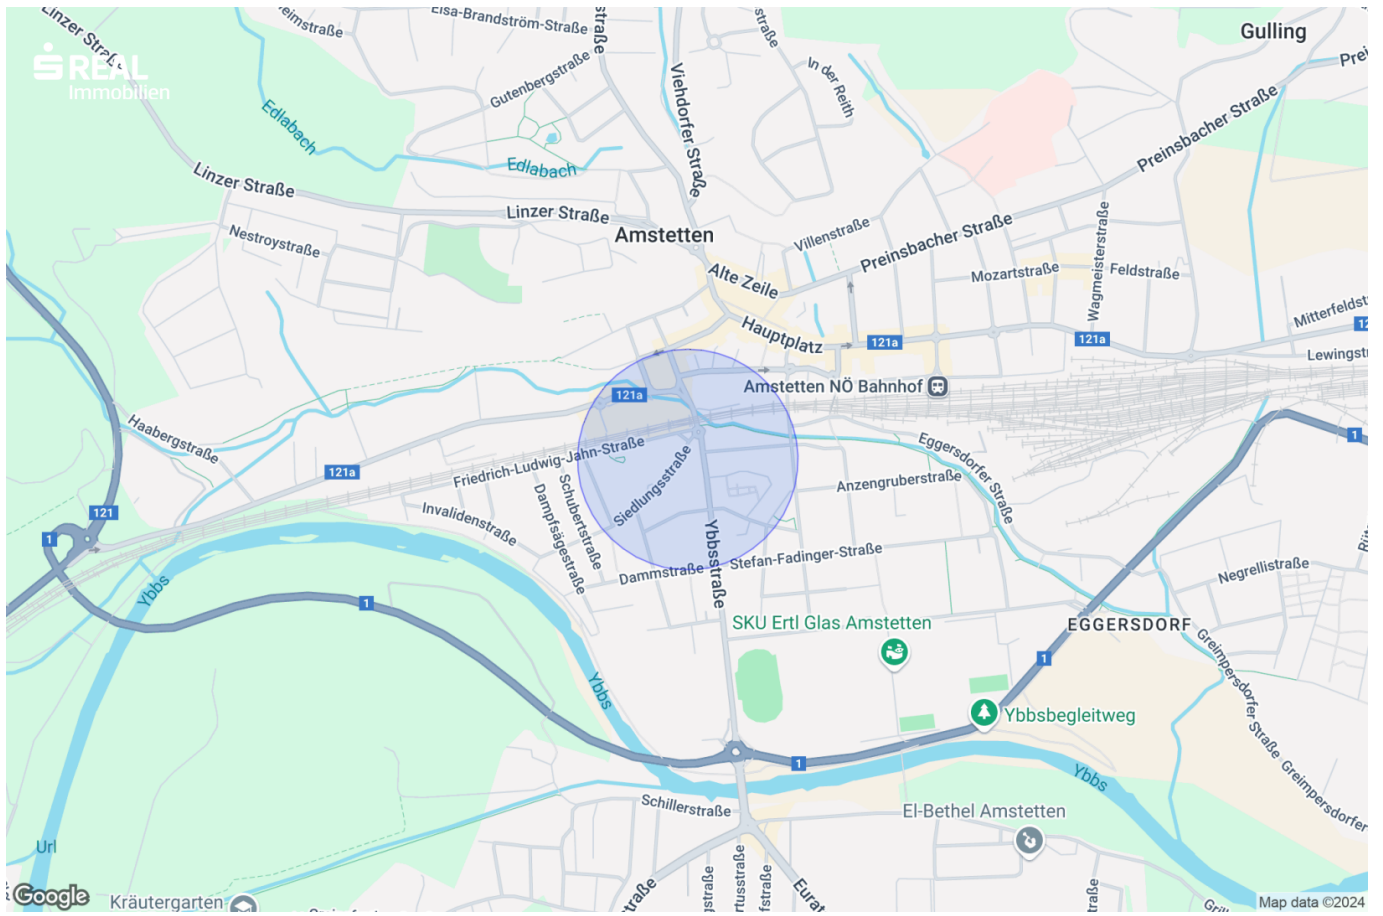 Elsa-Brandström-Straße
Gulling
Linzer Straße
REAL
Immobilien
Gutenbergstraße
Viehdorfer Straße
In der Reith
Preinsbacher Straße
Edlabach
Edlabach
Linzer Straße
Linzer Straße
Amstetten
Nestroystraße
Villenstraße
Preinsbacher Straße
Alte Zeile
Mozartstraße
Feldstraße
Wagmeisterstraße
Hauptplatz
121a
121a
Amstetten NÖ Bahnhof
121a
Haabergstraße
Friedrich-Ludwig-Jahn-Straße
121a
Eggersdorfer Straße
1
Anzengruberstraße
Siedlungsstraße
Schubertstraße
Dampfsägestraße
Invalidenstraße
121
1
Ybbsstraße
Dammstraße
Stefan-Fadinger-Straße
Negrellistraße
Ybbs
1
SKU Ertl Glas Amstetten
EGGERSDORF
1
Greimpersdorfer Straße
Ybbs
Ybbsbegleitweg
1
Ybbs
Greimpersdorfer
Schillerstraße
El-Bethel Amstetten
Url
Google
Kräutergarten
Map data ©2024